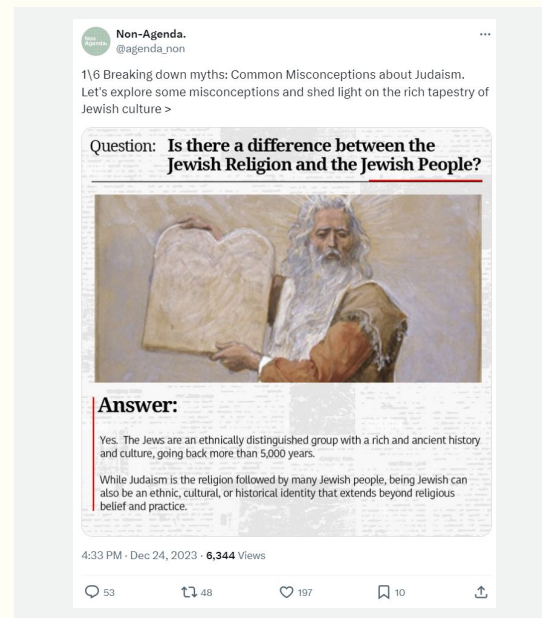 Non Agenda.
Non-Agenda.
@agenda_non
1\6 Breaking down myths: Common Misconceptions about Judaism.
Let's explore some misconceptions and shed light on the rich tapestry of
Jewish culture >
Question: Is there a difference between the
Jewish Religion and the Jewish People?
Answer:
Yes. The Jews are an ethnically distinguished group with a rich and ancient history
and culture, going back more than 5,000 years.
While Judaism is the religion followed by many Jewish people, being Jewish can
also be an ethnic, cultural, or historical identity that extends beyond religious
belief and practice.
4:33 PM · Dec 24, 2023 · 6,344 Views
53 48 197 10